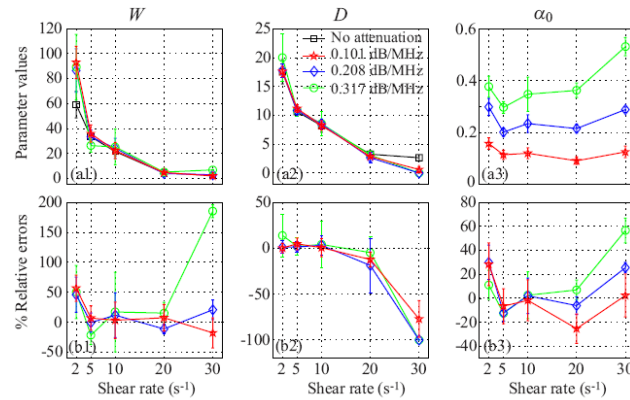 W D α0
Parameter values
140
120
100
80
60
40
20
0
(a1)
25
20
15
10
5
0
(a2)
No attenuation
0.101 dB/MHz
0.208 dB/MHz
0.317 dB/MHz
0.6
0.4
0.2
0
(a3)
% Relative errors
200
150
100
50
0
-50
(b1)
50
0
-50
-100
(b2)
80
60
40
20
0
-20
-40
(b3)
2 5 10 20 30
2 5 10 20 30
2 5 10 20 30
Shear rate (s-1) Shear rate (s-1) Shear rate (s-1)